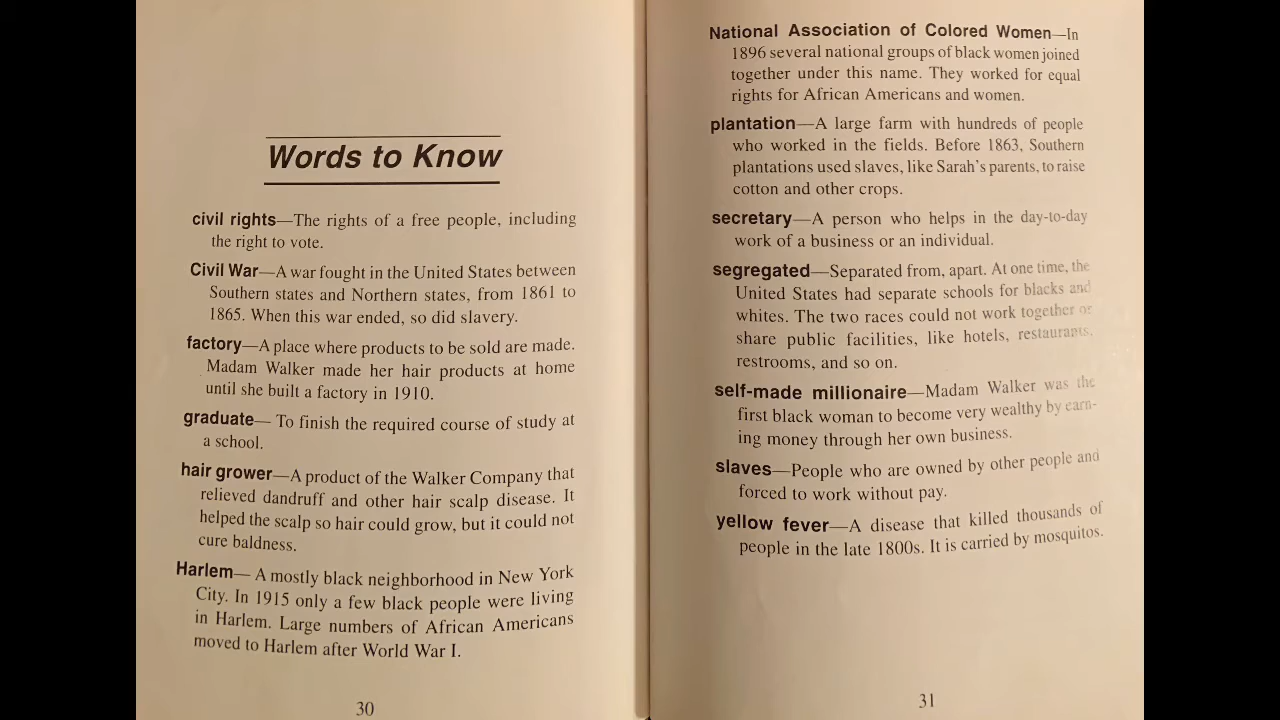 Words to Know
civil rights—The rights of a free people, including
the right to vote.
Civil War—A war fought in the United States between
Southern states and Northern states, from 1861 to
1865. When this war ended, so did slavery.
factory—A place where products to be sold are made.
Madam Walker made her hair products at home
until she built a factory in 1910.
graduate— To finish the required course of study at
a school.
hair grower—A product of the Walker Company that
relieved dandruff and other hair scalp disease. It
helped the scalp so hair could grow, but it could not
cure baldness.
Harlem— A mostly black neighborhood in New York
City. In 1915 only a few black people were living
in Harlem. Large numbers of African Americans
moved to Harlem after World War I.
30
National Association of Colored Women—In
1896 several national groups of black women joined
together under this name. They worked for equal
rights for African Americans and women.
plantation—A large farm with hundreds of people
who worked in the fields. Before 1863, Southern
plantations used slaves, like Sarah's parents, to raise
cotton and other crops.
secretary—A person who helps in the day-to-day
work of a business or an individual.
segregated—Separated from, apart. At one time, the
United States had separate schools for blacks and
whites. The two races could not work together or
share public facilities, like hotels, restaurants,
restrooms, and so on.
self-made millionaire—Madam Walker was the
first black woman to become very wealthy by earn-
ing money through her own business.
slaves—People who are owned by other people and
forced to work without pay.
yellow fever—A disease that killed thousands of
people in the late 1800s. It is carried by mosquitos.
31